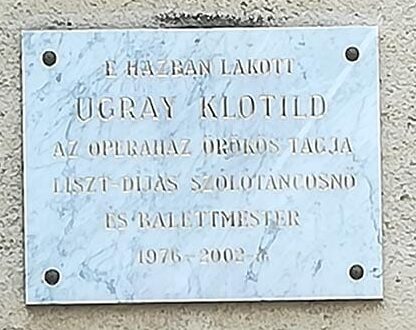 E HÁZBAN LAKOTT
UGRAY KLOTILD
AZ OPERAHÁZ ÖRÖKÖS TAGJA
LISZT-DÍJAS SZÓLÓTÁNCOSNŐ
ÉS BALETTMESTER
1976-2002-ig